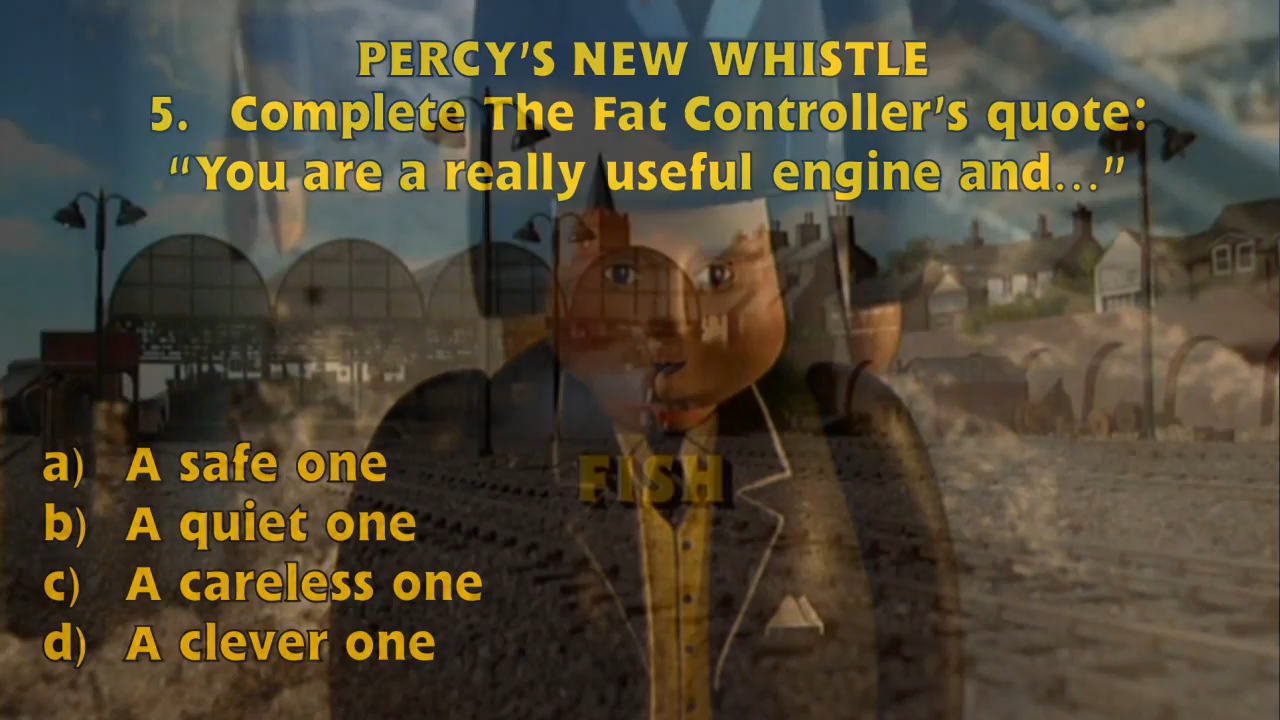 PERCY'S NEW WHISTLE
5. Complete The Fat Controller's quote:
“You are a really useful engine and...”
a) A safe one
FISH
b) A quiet one
c) A careless one
d) A clever one